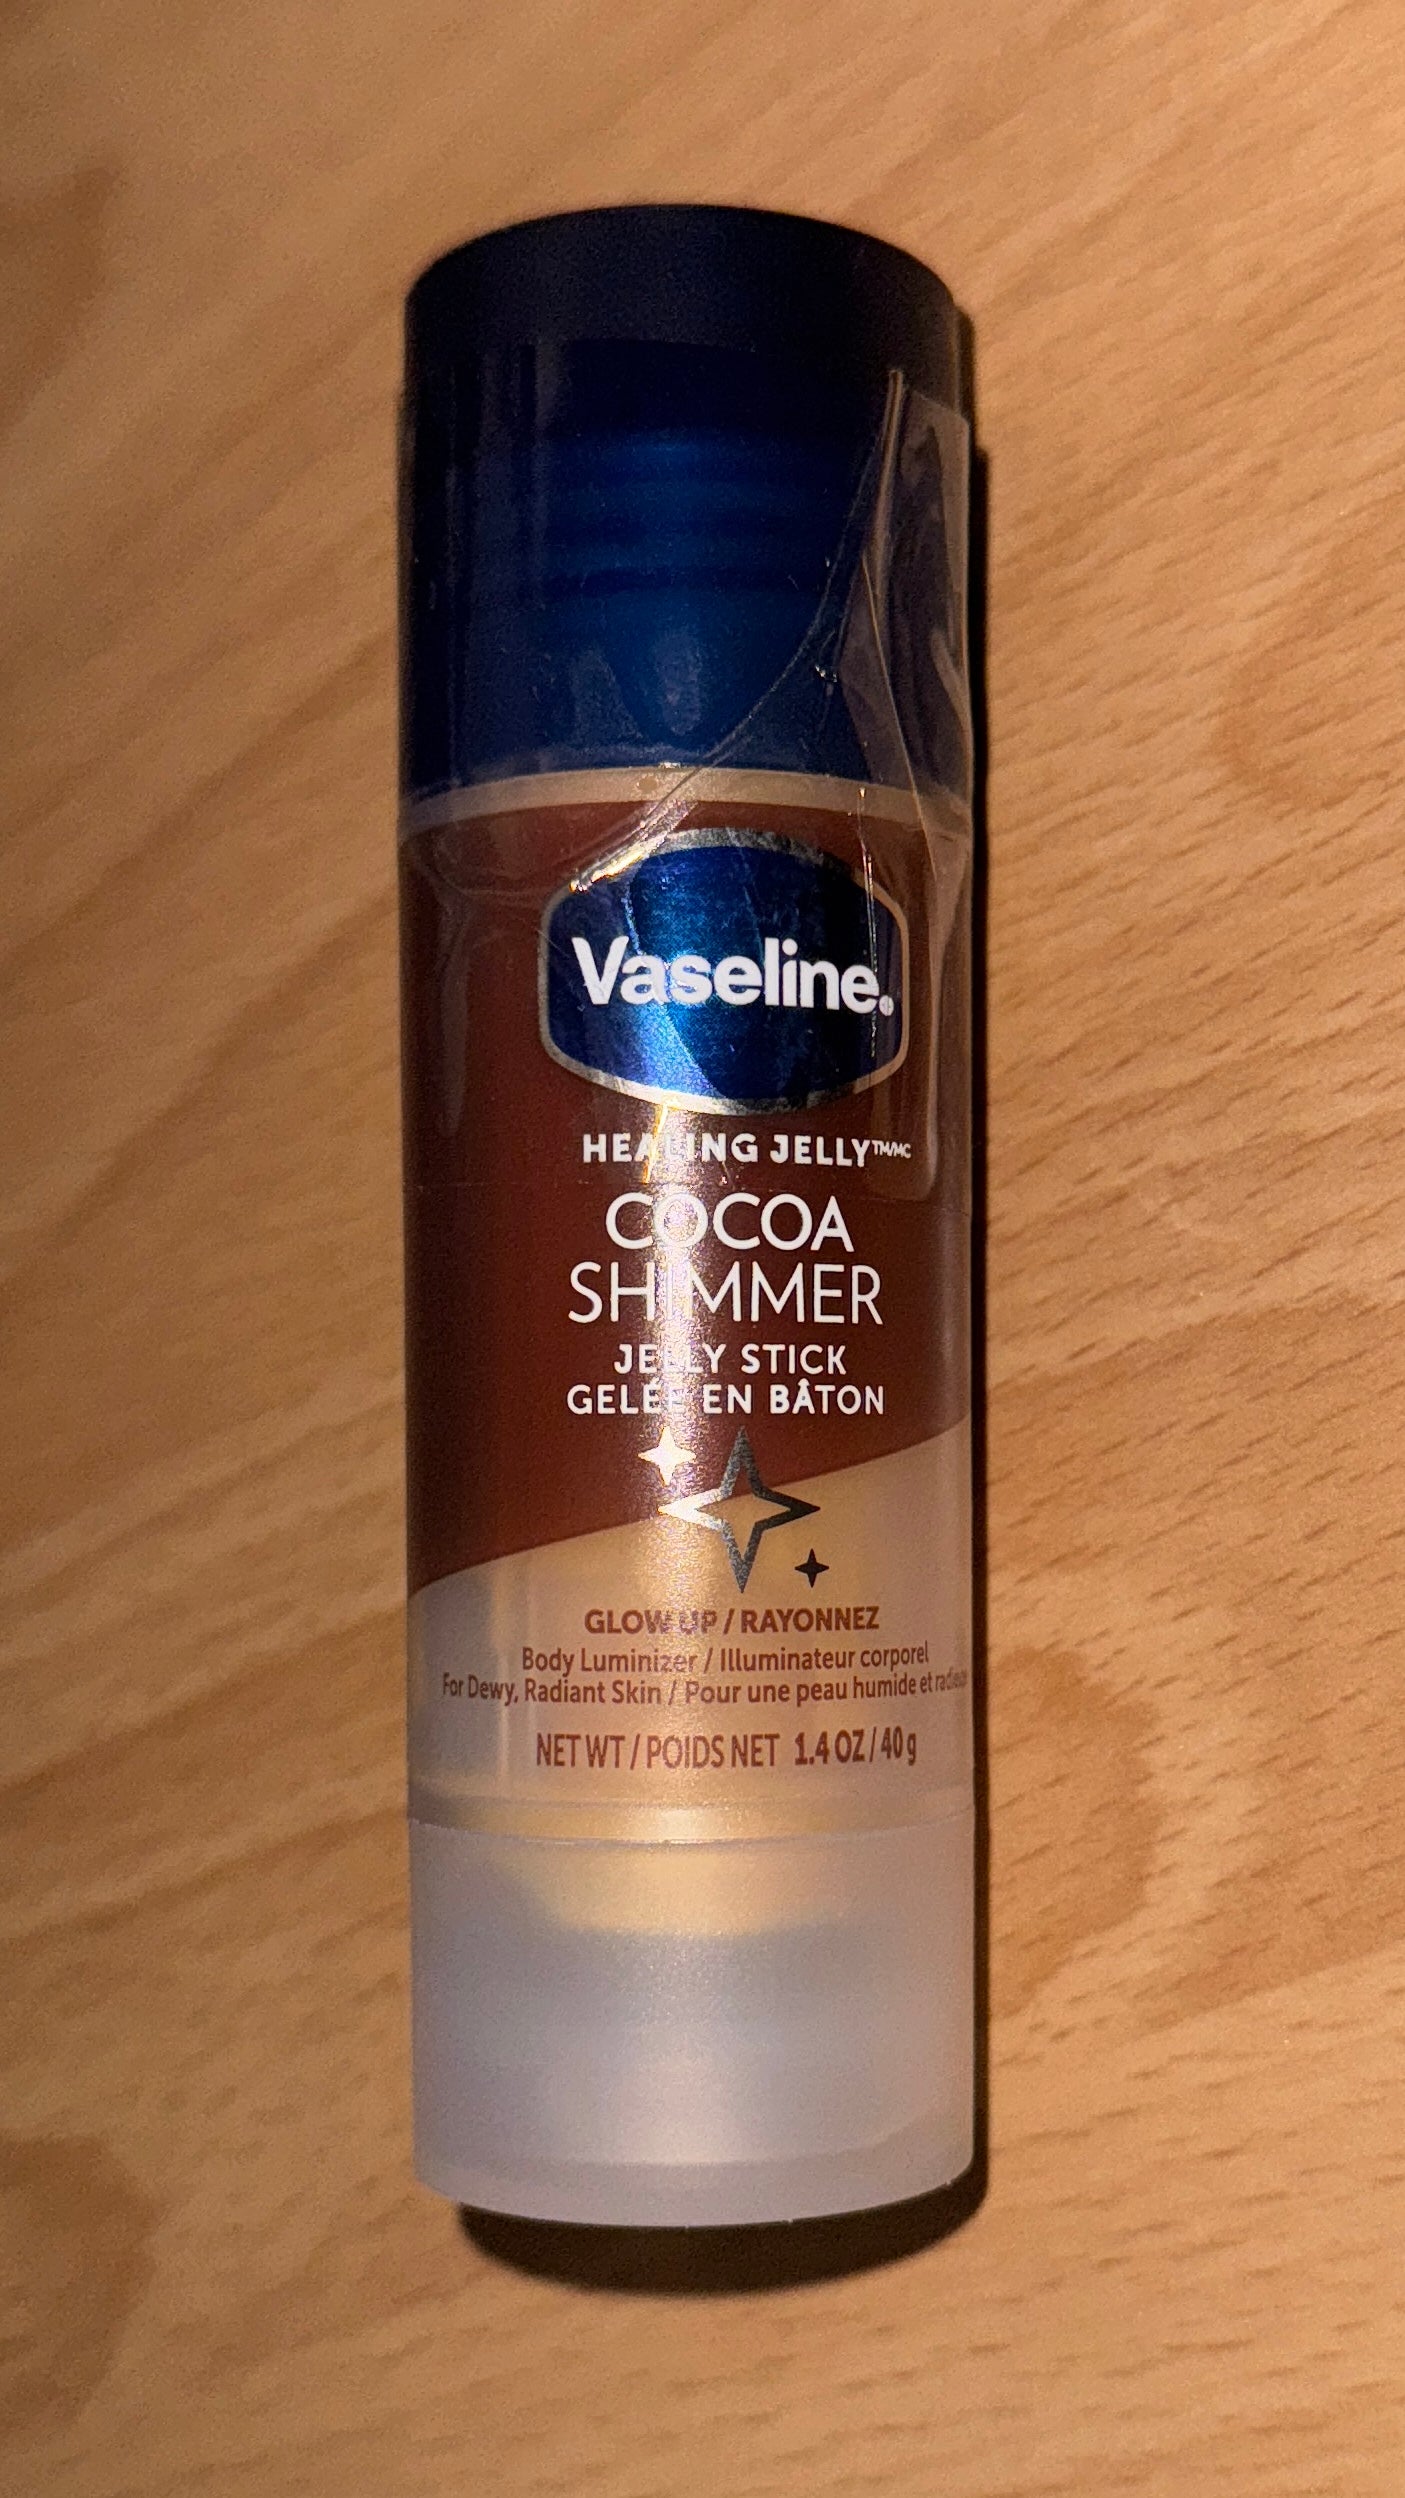 Vaseline.
HEALING JELLY™/MC
COCOA
SHIMMER
JELLY STICK
GELÉE EN BÂTON
GLOW UP / RAYONNEZ
Body Luminizer / Illuminateur corporel
For Dewy, Radiant Skin / Pour une peau humide et
NET WT / POIDS NET 1.4 OZ / 40 g